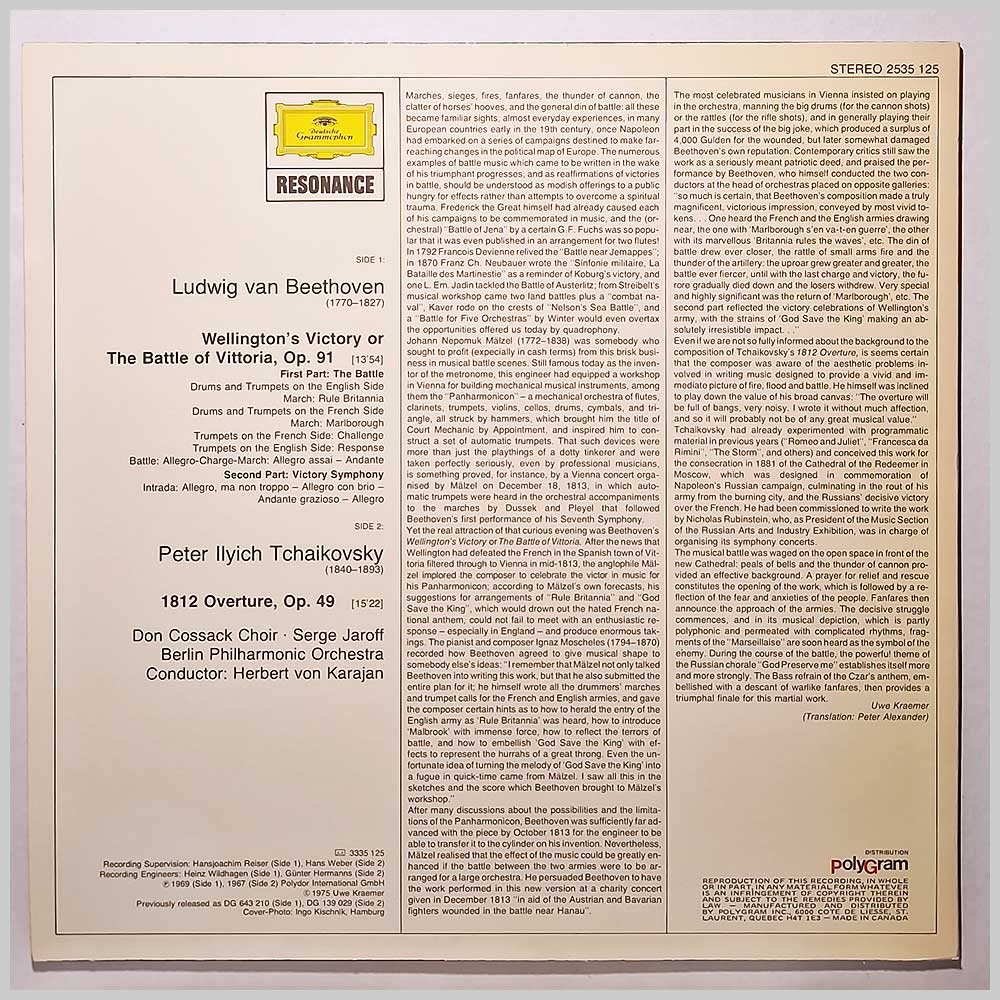 STEREO 2535 125
Deutsche
Grammophon
RESONANCE
SIDE 1:
Ludwig van Beethoven
(1770–1827)
Wellington's Victory or
The Battle of Vittoria, Op. 91 [13'54]
First Part: The Battle
Drums and Trumpets on the English Side
March: Rule Britannia
Drums and Trumpets on the French Side
March: Marlborough
Trumpets on the French Side: Challenge
Trumpets on the English Side: Response
Battle: Allegro-Charge-March: Allegro assai – Andante
Second Part: Victory Symphony
Intrada: Allegro, ma non troppo – Allegro con brio –
Andante grazioso – Allegro
SIDE 2:
Peter Ilyich Tchaikovsky
(1840–1893)
1812 Overture, Op. 49 [15'22]
Don Cossack Choir · Serge Jaroff
Berlin Philharmonic Orchestra
Conductor: Herbert von Karajan
3335 125
Recording Supervision: Hansjoachim Reiser (Side 1), Hans Weber (Side 2)
Recording Engineers: Heinz Wildhagen (Side 1), Günter Hermanns (Side 2)
℗ 1969 (Side 1), 1967 (Side 2) Polydor International GmbH
© 1975 Uwe Kraemer
Previously released as DG 643 210 (Side 1), DG 139 029 (Side 2)
Cover-Photo: Ingo Kischnik, Hamburg
Marches, sieges, fires, fanfares, the thunder of cannon, the
clatter of horses' hooves, and the general din of battle: all these
became familiar sights, almost everyday experiences, in many
European countries early in the 19th century, once Napoleon
had embarked on a series of campaigns destined to make far-
reaching changes in the political map of Europe. The numerous
examples of battle music which came to be written in the wake
of his triumphant progresses, and as reaffirmations of victories
in battle, should be understood as modish offerings to a public
hungry for effects rather than attempts to overcome a spiritual
trauma. Frederick the Great himself had already caused each
of his campaigns to be commemorated in music, and the (or-
chestral) "Battle of Jena" by a certain G.F. Fuchs was so popu-
lar that it was even published in an arrangement for two flutes!
In 1792 Francois Devienne relived the "Battle near Jemappes";
in 1870 Franz Ch. Neubauer wrote the "Sinfonie militaire, La
Bataille des Martinestie" as a reminder of Koburg's victory, and
one L. Em. Jadin tackled the Battle of Austerlitz; from Streibelt's
musical workshop came two land battles plus a "combat na-
val", Kaver rode on the crests of "Nelson's Sea Battle", and
a "Battle for Five Orchestras" by Winter would even overtax
the opportunities offered us today by quadrophony.
Johann Nepomuk Mälzel (1772–1838) was somebody who
sought to profit (expecially in cash terms) from this brisk busi-
ness in musical battle scenes. Still famous today as the inven-
tor of the metronome, this engineer had equipped a workshop
in Vienna for building mechanical musical instruments, among
them the "Panharmonicon" – a mechanical orchestra of flutes,
clarinets, trumpets, violins, cellos, drums, cymbals, and tri-
angle, all struck by hammers, which brought him the title of
Court Mechanic by Appointment, and inspired him to con-
struct a set of automatic trumpets. That such devices were
more than just the playthings of a dotty tinkerer and were
taken perfectly seriously, even by professional musicians,
is something proved, for instance, by a Vienna concert orga-
nised by Mälzel on December 18, 1813, in which auto-
matic trumpets were heard in the orchestral accompaniments
to the marches by Dussek and Pleyel that followed
Beethoven's first performance of his Seventh Symphony.
Yet the real attraction of that curious evening was Beethoven's
Wellington's Victory or The Battle of Vittoria. After the news that
Wellington had defeated the French in the Spanish town of Vit-
toria filtered through to Vienna in mid-1813, the anglophile Mäl-
zel implored the composer to celebrate the victor in music for
his Panharmonicon; according to Mälzel's own forecasts, his
suggestions for arrangements of "Rule Britannia" and "God
Save the King", which would drown out the hated French na-
tional anthem, could not fail to meet with an enthusiastic re-
sponse – especially in England – and produce enormous tak-
ings. The pianist and composer Ignaz Moscheles (1794–1870)
recorded how Beethoven agreed to give musical shape to
somebody else's ideas: "I remember that Mälzel not only talked
Beethoven into writing this work, but that he also submitted the
entire plan for it; he himself wrote all the drummers' marches
and trumpet calls for the French and English armies, and gave
the composer certain hints as to how to herald the entry of the
English army as 'Rule Britannia' was heard, how to introduce
'Malbrook' with immense force, how to reflect the terrors of
battle, and how to embellish 'God Save the King' with ef-
fects to represent the hurrahs of a great throng. Even the un-
fortunate idea of turning the melody of 'God Save the King' into
a fugue in quick-time came from Mälzel. I saw all this in the
sketches and the score which Beethoven brought to Mälzel's
workshop."
After many discussions about the possibilities and the limita-
tions of the Panharmonicon, Beethoven was sufficiently far ad-
vanced with the piece by October 1813 for the engineer to be
able to transfer it to the cylinder on his invention. Nevertheless,
Mälzel realised that the effect of the music could be greatly en-
hanced if the battle between the two armies were to be ar-
ranged for a large orchestra. He persuaded Beethoven to have
the work performed in this new version at a charity concert
given in December 1813 "in aid of the Austrian and Bavarian
fighters wounded in the battle near Hanau".
The most celebrated musicians in Vienna insisted on playing
in the orchestra, manning the big drums (for the cannon shots)
or the rattles (for the rifle shots), and in generally playing their
part in the success of the big joke, which produced a surplus of
4,000 Gulden for the wounded, but later somewhat damaged
Beethoven's own reputation. Contemporary critics still saw the
work as a seriously meant patriotic deed, and praised the per-
formance by Beethoven, who himself conducted the two con-
ductors at the head of orchestras placed on opposite galleries:
"so much is certain, that Beethoven's composition made a truly
magnificent, victorious impression, conveyed by most vivid to-
kens. . . One heard the French and the English armies drawing
near, the one with 'Marlborough s'en va-t-en guerre', the other
with its marvellous 'Britannia rules the waves', etc. The din of
battle drew ever closer, the rattle of small arms fire and the
thunder of the artillery; the uproar grew greater and greater, the
battle ever fiercer, until with the last charge and victory, the fu-
rore gradually died down and the losers withdrew. Very special
and highly significant was the return of 'Marlborough', etc. The
second part reflected the victory celebrations of Wellington's
army, with the strains of 'God Save the King' making an ab-
solutely irresistible impact. . ."
Even if we are not so fully informed about the background to the
composition of Tchaikovsky's 1812 Overture, is seems certain
that the composer was aware of the aesthetic problems in-
volved in writing music designed to provide a vivid and im-
mediate picture of fire, flood and battle. He himself was inclined
to play down the value of his broad canvas: "The overture will
be full of bangs, very noisy. I wrote it without much affection,
and so it will probably not be of any great musical value."
Tchaikovsky had already experimented with programmatic
material in previous years ("Romeo and Juliet", "Francesca da
Rimini", "The Storm", and others) and conceived this work for
the consecration in 1881 of the Cathedral of the Redeemer in
Moscow, which was designed in commemoration of
Napoleon's Russian campaign, culminating in the rout of his
army from the burning city, and the Russians' decisive victory
over the French. He had been commissioned to write the work
by Nicholas Rubinstein, who, as President of the Music Section
of the Russian Arts and Industry Exhibition, was in charge of
organising its symphony concerts.
The musical battle was waged on the open space in front of the
new Cathedral: peals of bells and the thunder of cannon pro-
vided an effective background. A prayer for relief and rescue
constitutes the opening of the work, which is followed by a re-
flection of the fear and anxieties of the people. Fanfares then
announce the approach of the armies. The decisive struggle
commences, and in its musical depiction, which is partly
polyphonic and permeated with complicated rhythms, frag-
ments of the "Marseillaise" are soon heard as the symbol of the
enemy. During the course of the battle, the powerful theme of
the Russian chorale "God Preserve me" establishes itself more
and more strongly. The Bass refrain of the Czar's anthem, em-
bellished with a descant of warlike fanfares, then provides a
triumphal finale for this martial work.
Uwe Kraemer
(Translation: Peter Alexander)
DISTRIBUTION
polyGram
REPRODUCTION OF THIS RECORDING, IN WHOLE
OR IN PART, IN ANY MATERIAL FORM WHATEVER
IS AN INFRINGEMENT OF COPYRIGHT THEREIN
AND SUBJECT TO THE REMEDIES PROVIDED BY
LAW – MANUFACTURED AND DISTRIBUTED
BY POLYGRAM INC., 6000 COTE DE LIESSE, ST.
LAURENT, QUEBEC H4T 1E3 – MADE IN CANADA